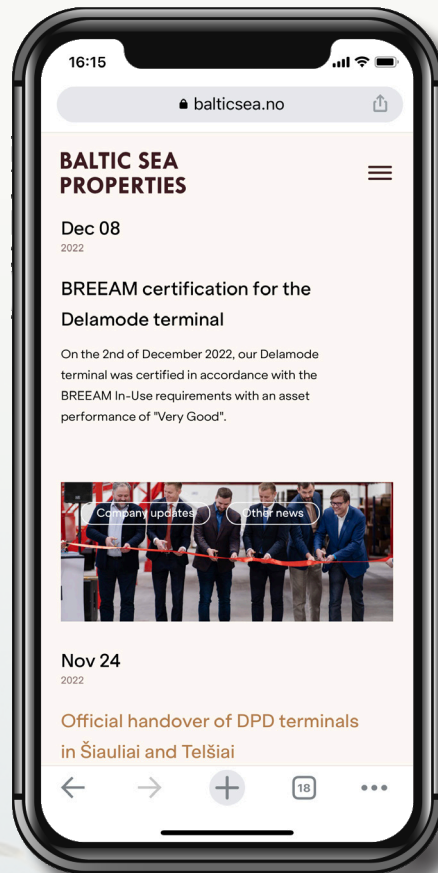 16:15
balticsea.no
BALTIC SEA
PROPERTIES
Dec 08
2022
BREEAM certification for the
Delamode terminal
On the 2nd of December 2022, our Delamode
terminal was certified in accordance with the
BREEAM In-Use requirements with an asset
performance of "Very Good".
Company updates
Other news
Nov 24
2022
Official handover of DPD terminals
in Šiauliai and Telšiai
18